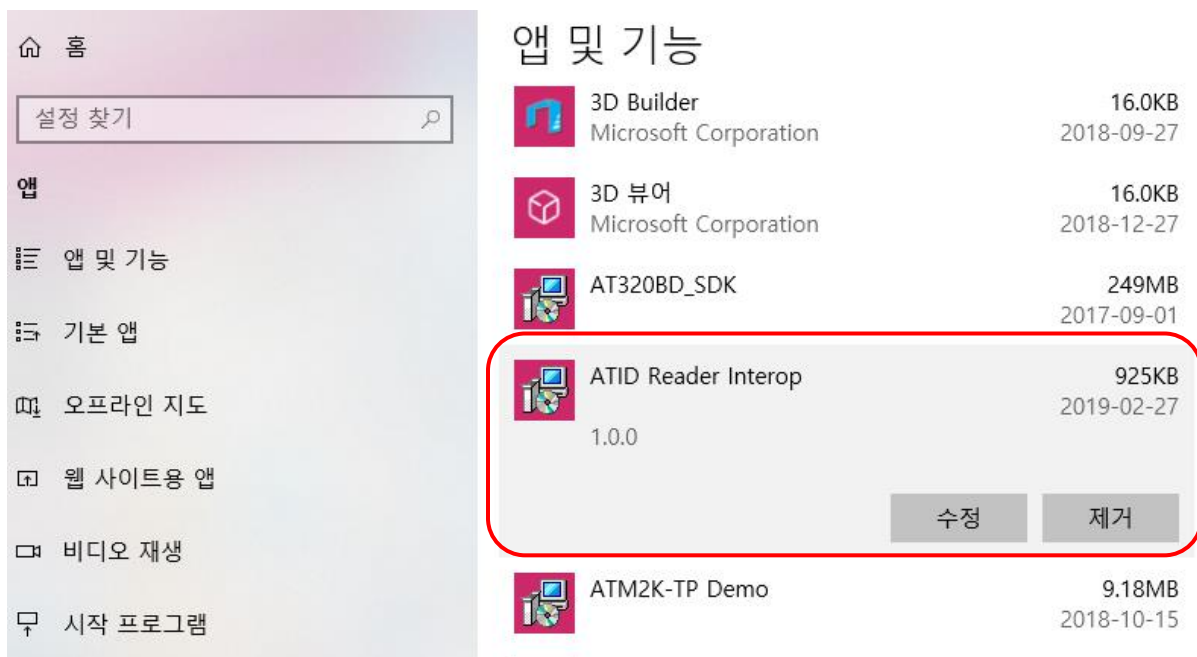 홈
설정 찾기
앱
앱 및 기능
기본 앱
오프라인 지도
웹 사이트용 앱
비디오 재생
시작 프로그램
앱 및 기능
3D Builder 16.0KB
Microsoft Corporation 2018-09-27
3D 뷰어 16.0KB
Microsoft Corporation 2018-12-27
AT320BD_SDK 249MB
2017-09-01
ATID Reader Interop 925KB
2019-02-27
1.0.0
수정 제거
ATM2K-TP Demo 9.18MB
2018-10-15